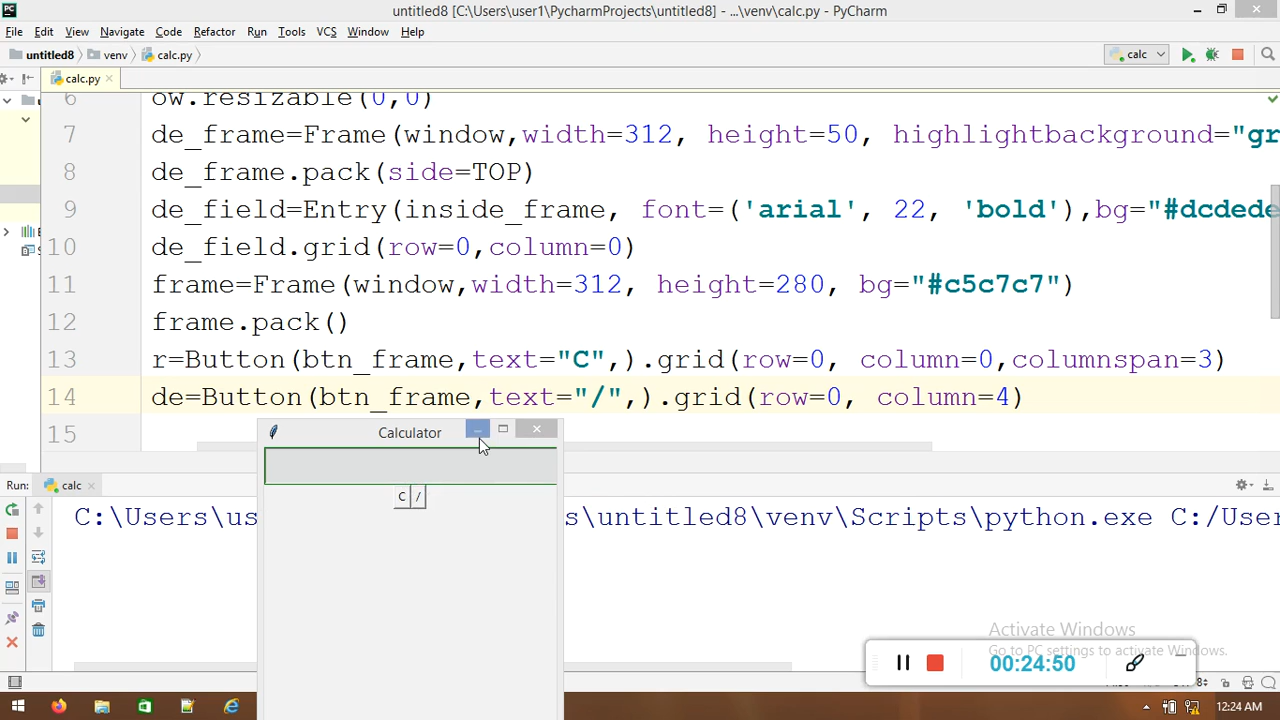 untitled8 [C:\Users\user1\PycharmProjects\untitled8] - ...\venv\calc.py - PyCharm
File Edit View Navigate Code Refactor Run Tools VCS Window Help
untitled8 venv calc.py
calc
calc.py
6 ow.resizable(0,0)
7 de_frame=Frame(window,width=312, height=50, highlightbackground="gr
8 de_frame.pack(side=TOP)
9 de_field=Entry(inside_frame, font=('arial', 22, 'bold'),bg="#dcdede
10 de_field.grid(row=0,column=0)
11 frame=Frame(window,width=312, height=280, bg="#c5c7c7")
12 frame.pack()
13 r=Button(btn_frame,text="C",).grid(row=0, column=0,columnspan=3)
14 de=Button(btn_frame,text="/",).grid(row=0, column=4)
15
Calculator
C /
Run: calc
C:\Users\us
s\untitled8\venv\Scripts\python.exe C:/User
Activate Windows
Go to PC settings to activate Windows.
00:24:50
12:24 AM